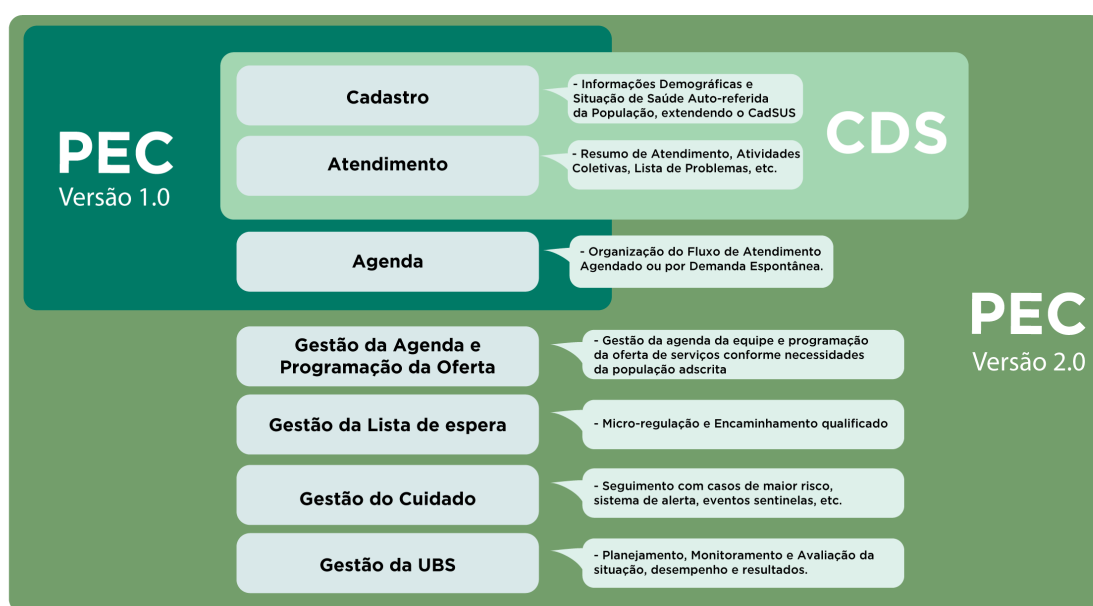 PEC
Versão 1.0
CDS
Cadastro
- Informações Demográficas e
Situação de Saúde Auto-referida
da População, extendendo o CadSUS
Atendimento
- Resumo de Atendimento, Atividades
Coletivas, Lista de Problemas, etc.
Agenda
- Organização do Fluxo de Atendimento
Agendado ou por Demanda Espontânea.
PEC
Versão 2.0
Gestão da Agenda e
Programação da Oferta
- Gestão da agenda da equipe e programação
da oferta de serviços conforme necessidades
da população adscrita
Gestão da Lista de espera
- Micro-regulação e Encaminhamento qualificado
Gestão do Cuidado
- Seguimento com casos de maior risco,
sistema de alerta, eventos sentinelas, etc.
Gestão da UBS
- Planejamento, Monitoramento e Avaliação da
situação, desempenho e resultados.